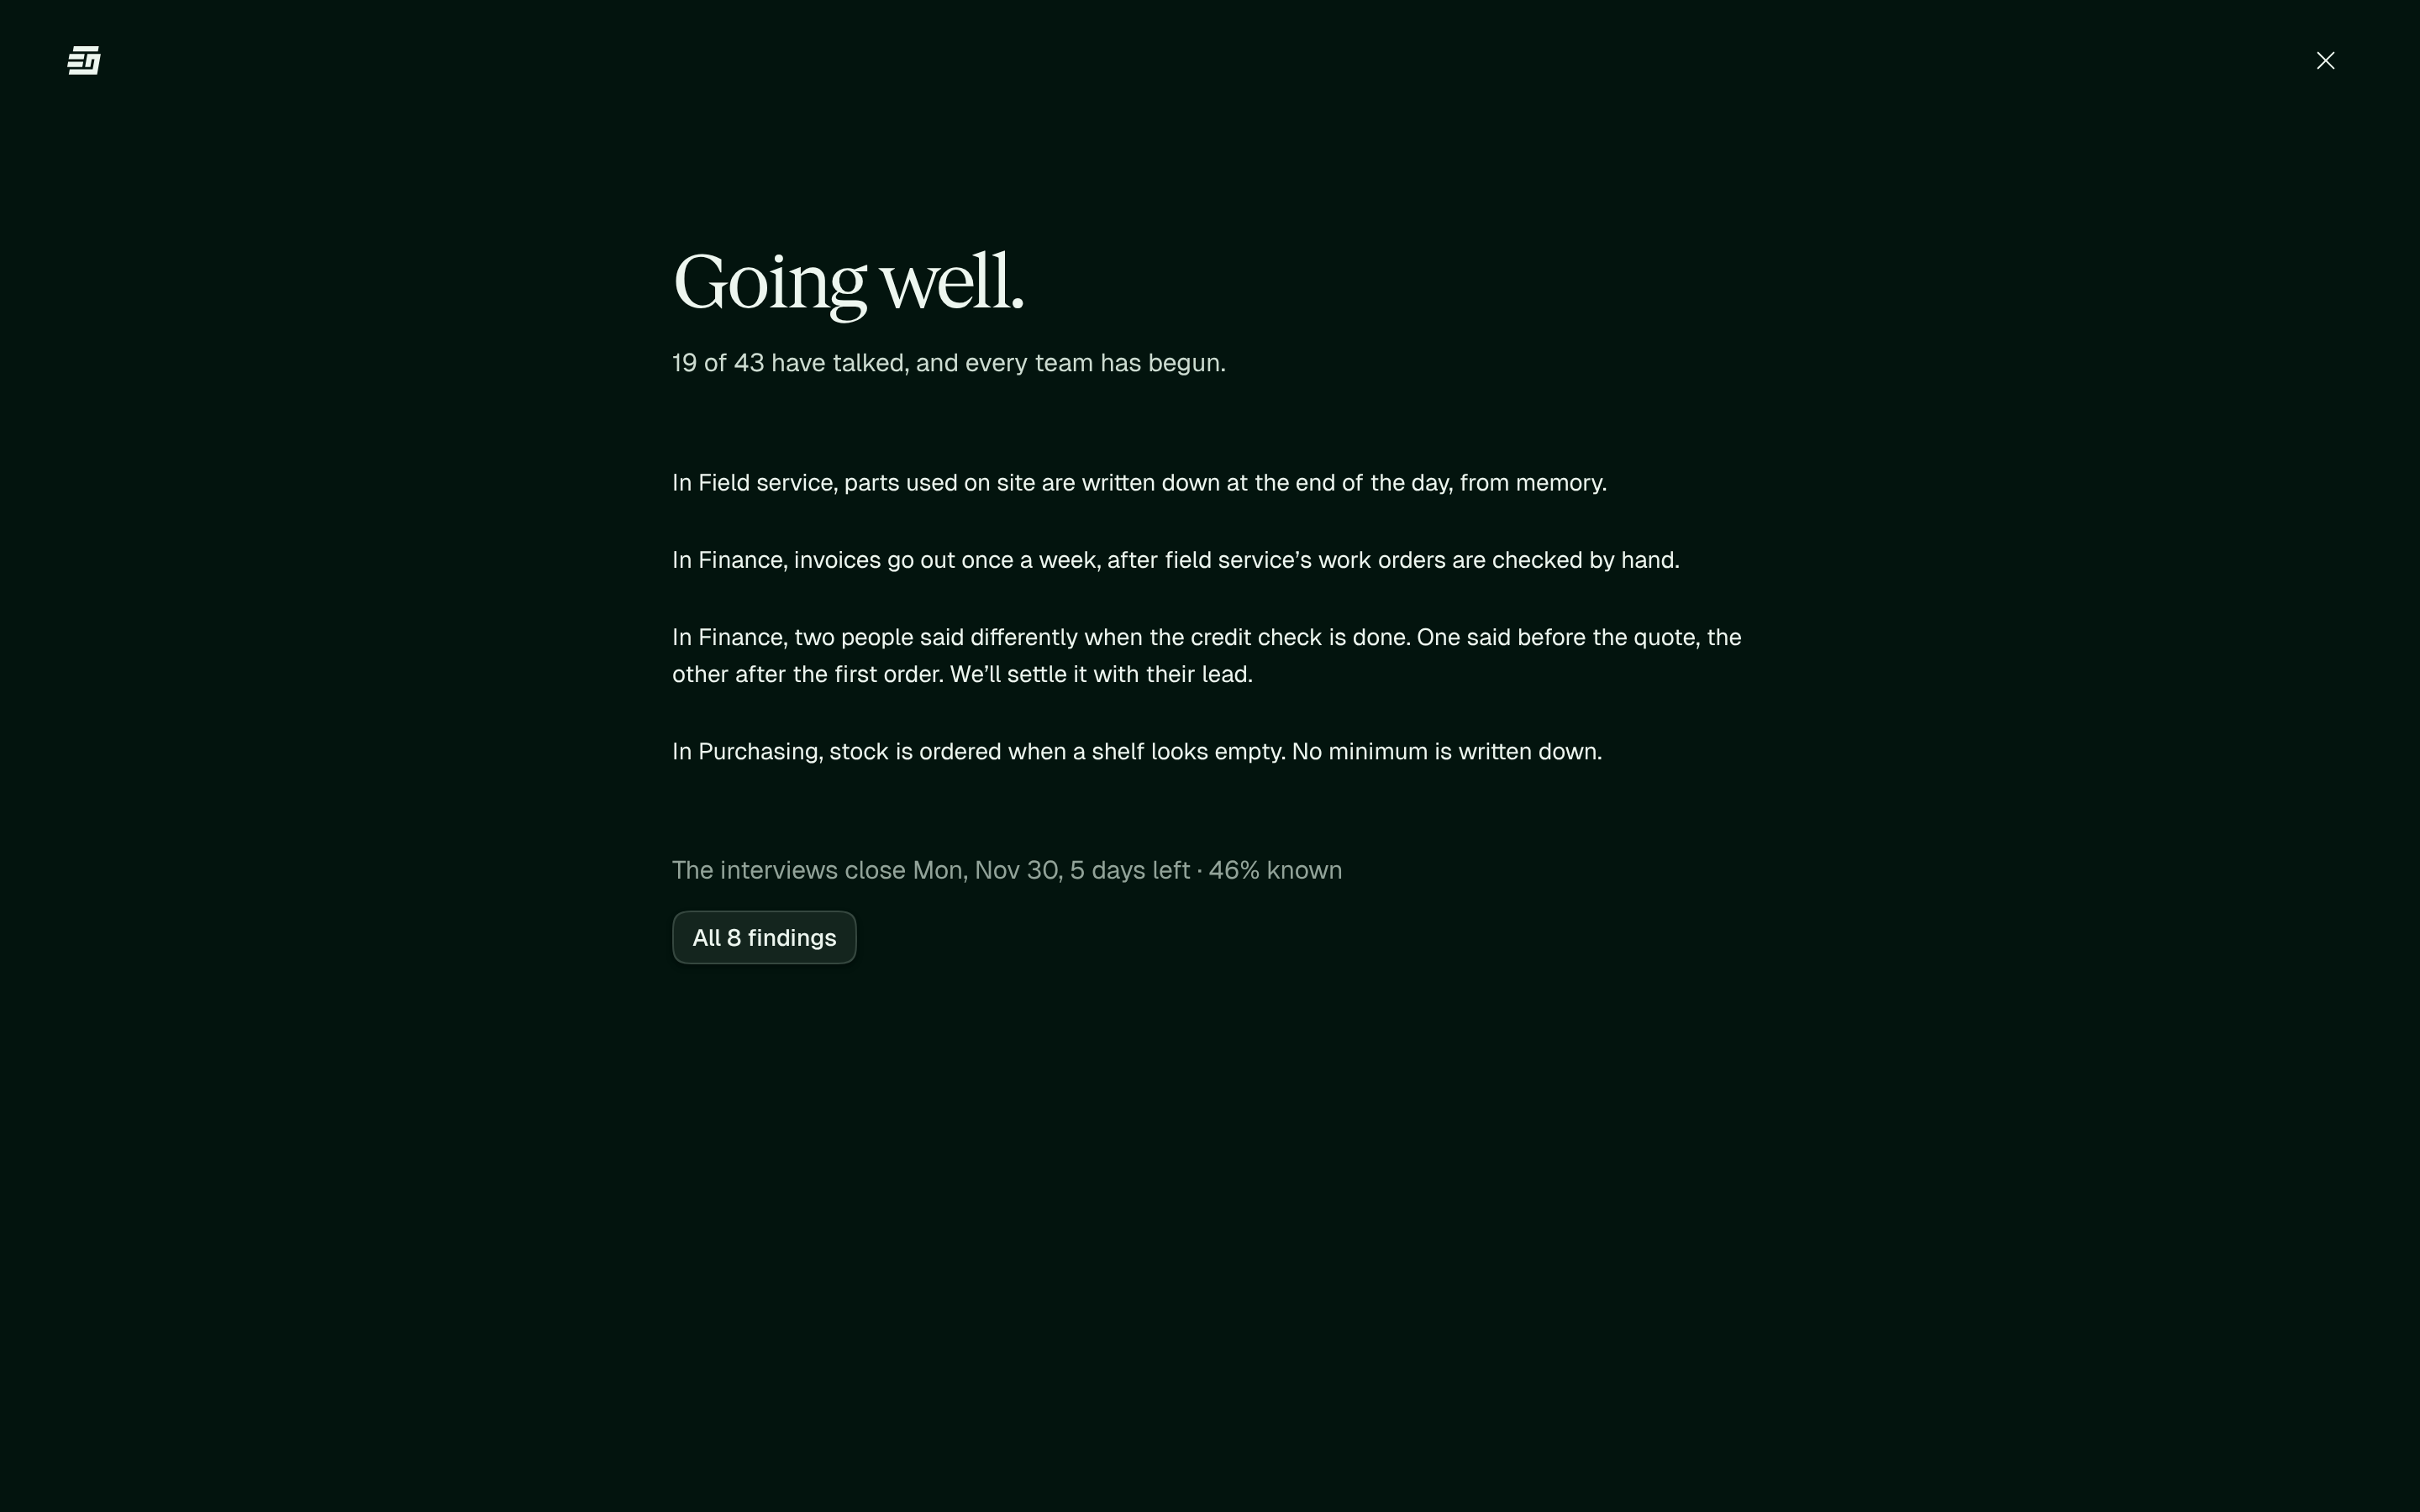 Going well.
19 of 43 have talked, and every team has begun.
In Field service, parts used on site are written down at the end of the day, from memory.
In Finance, invoices go out once a week, after field service’s work orders are checked by hand.
In Finance, two people said differently when the credit check is done. One said before the quote, the
other after the first order. We’ll settle it with their lead.
In Purchasing, stock is ordered when a shelf looks empty. No minimum is written down.
The interviews close Mon, Nov 30, 5 days left · 46% known
All 8 findings